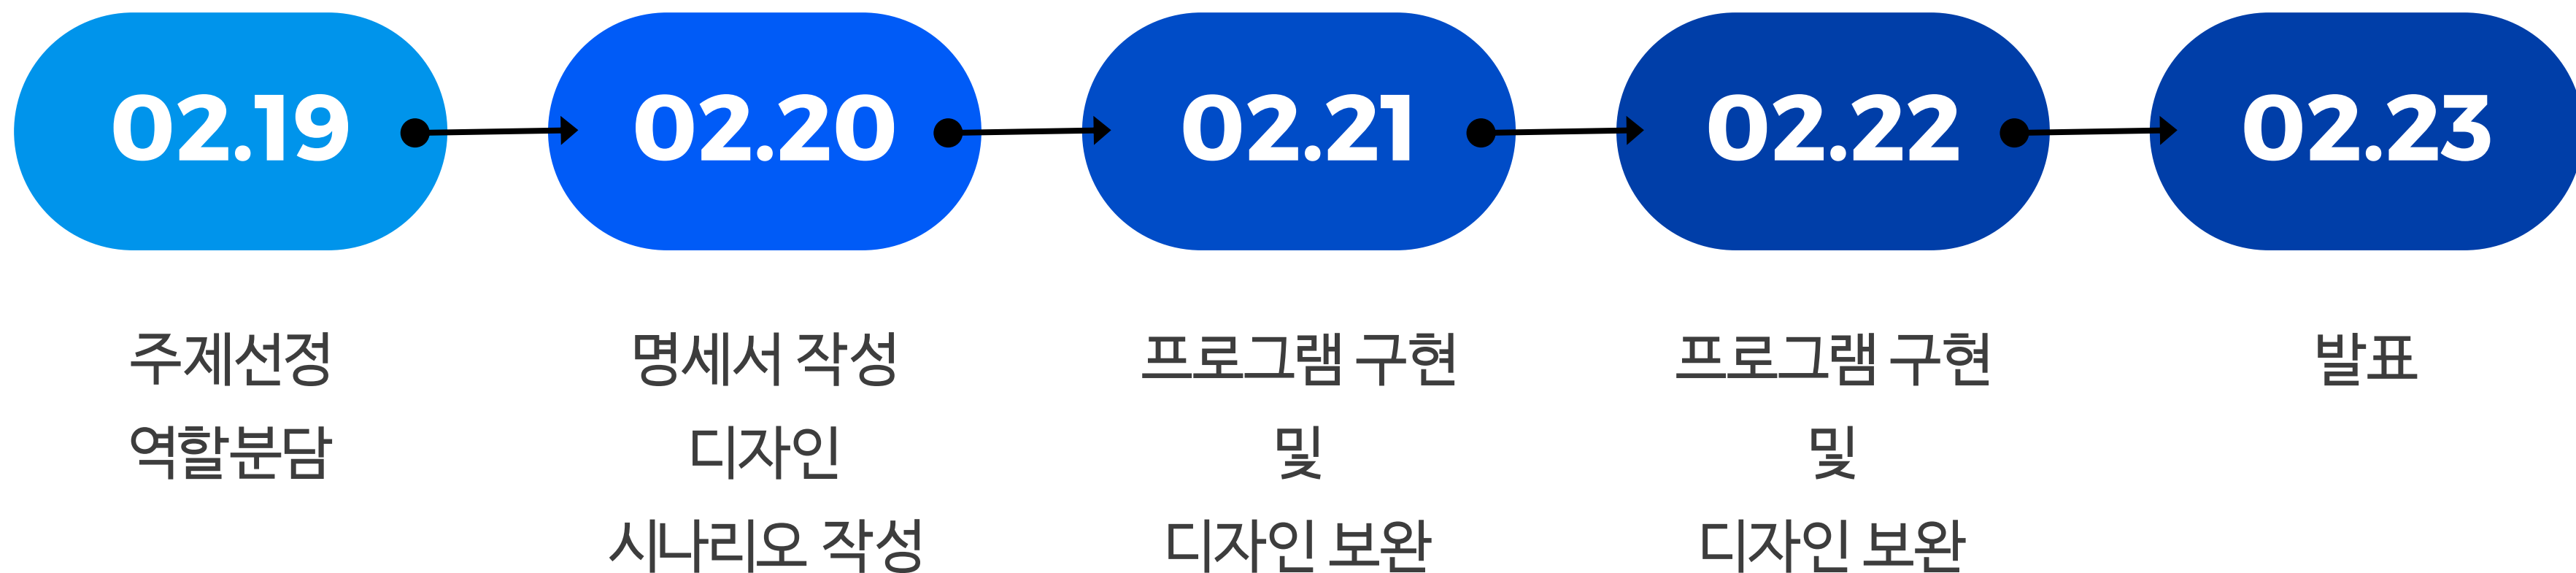 02.19
02.20
02.21
02.22
02.23
주제선정
역할분담
명세서 작성
디자인
시나리오 작성
프로그램 구현
및
디자인 보완
프로그램 구현
및
디자인 보완
발표